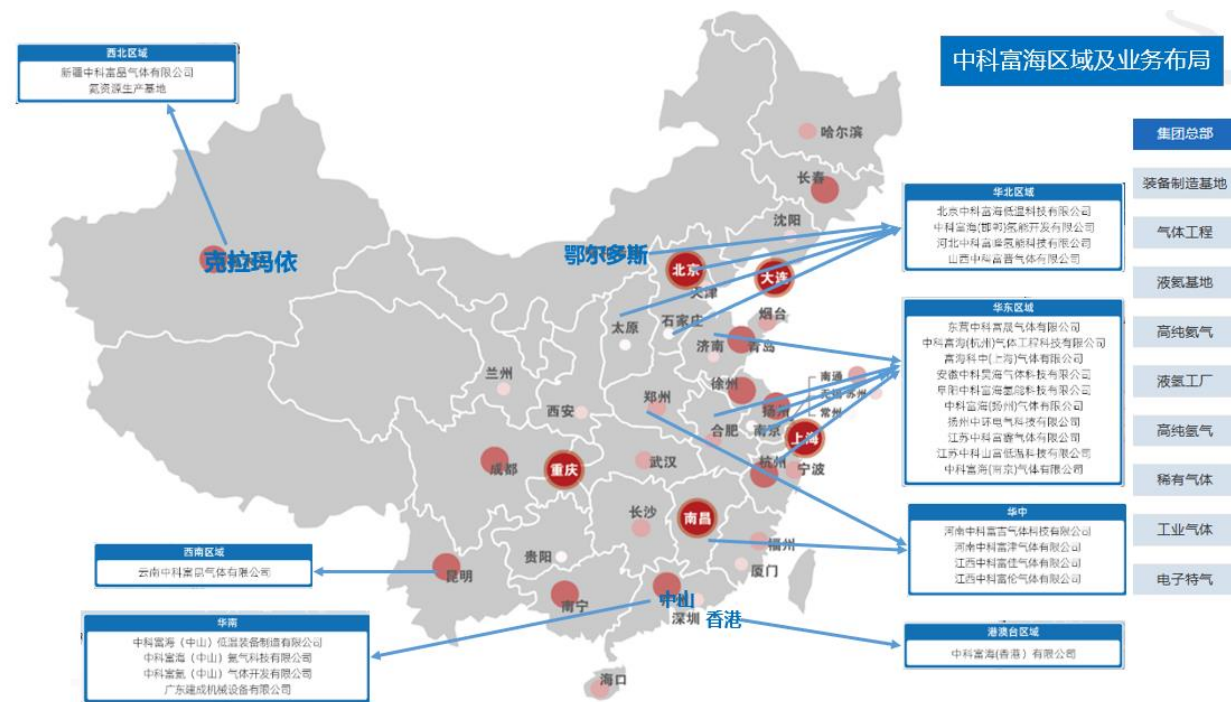 中科富海区域及业务布局
西北区域
新疆中科富昂气体有限公司
氦资源生产基地
集团总部
装备制造基地
气体工程
液氦基地
高纯氦气
液氢工厂
高纯氢气
稀有气体
工业气体
电子特气
华北区域
北京中科富海低温科技有限公司
中科富海(邯郸)氢能开发有限公司
河北中科富隆氢能科技有限公司
山西中科富晋气体有限公司
华东区域
东营中科富晟气体有限公司
中科富海(杭州)气体工程科技有限公司
富海科中(上海)气体有限公司
安徽中科昊海气体科技有限公司
阜阳中科富海氢能科技有限公司
中科富海(扬州)气体有限公司
扬州中环电气科技有限公司
江苏中科富鑫气体有限公司
江苏中科山富低温科技有限公司
中科富海(南京)气体有限公司
华中
河南中科富吉气体科技有限公司
河南中科富津气体有限公司
江西中科富佳气体有限公司
江西中科富伦气体有限公司
港澳台区域
中科富海(香港)有限公司
西南区域
云南中科富昆气体有限公司
华南
中科富海（中山）低温装备制造有限公司
中科富海（中山）氦气科技有限公司
中科富氦（中山）气体开发有限公司
广东建成机械设备有限公司
哈尔滨
长春
沈阳
克拉玛依
鄂尔多斯
北京
大连
天津
太原
石家庄
烟台
济南
青岛
兰州
西安
郑州
徐州
南通
无锡
苏州
常州
扬州
南京
合肥
上海
成都
重庆
武汉
杭州
宁波
长沙
南昌
贵阳
福州
厦门
昆明
南宁
中山
深圳
香港
海口